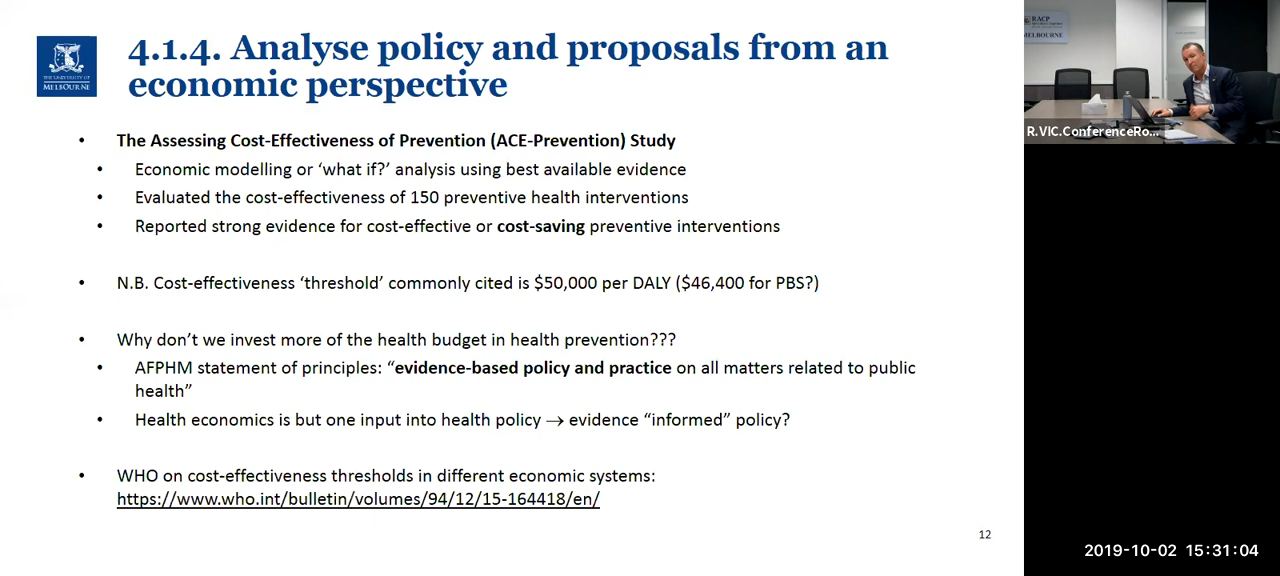 4.1.4. Analyse policy and proposals from an
economic perspective
THE UNIVERSITY OF
MELBOURNE
• The Assessing Cost-Effectiveness of Prevention (ACE-Prevention) Study
• Economic modelling or ‘what if?’ analysis using best available evidence
• Evaluated the cost-effectiveness of 150 preventive health interventions
• Reported strong evidence for cost-effective or cost-saving preventive interventions
• N.B. Cost-effectiveness ‘threshold’ commonly cited is $50,000 per DALY ($46,400 for PBS?)
• Why don’t we invest more of the health budget in health prevention???
• AFPHM statement of principles: “evidence-based policy and practice on all matters related to public
health”
• Health economics is but one input into health policy → evidence “informed” policy?
• WHO on cost-effectiveness thresholds in different economic systems:
https://www.who.int/bulletin/volumes/94/12/15-164418/en/
12
RACP
MELBOURNE
R.VIC.ConferenceRo...
2019-10-02 15:31:04